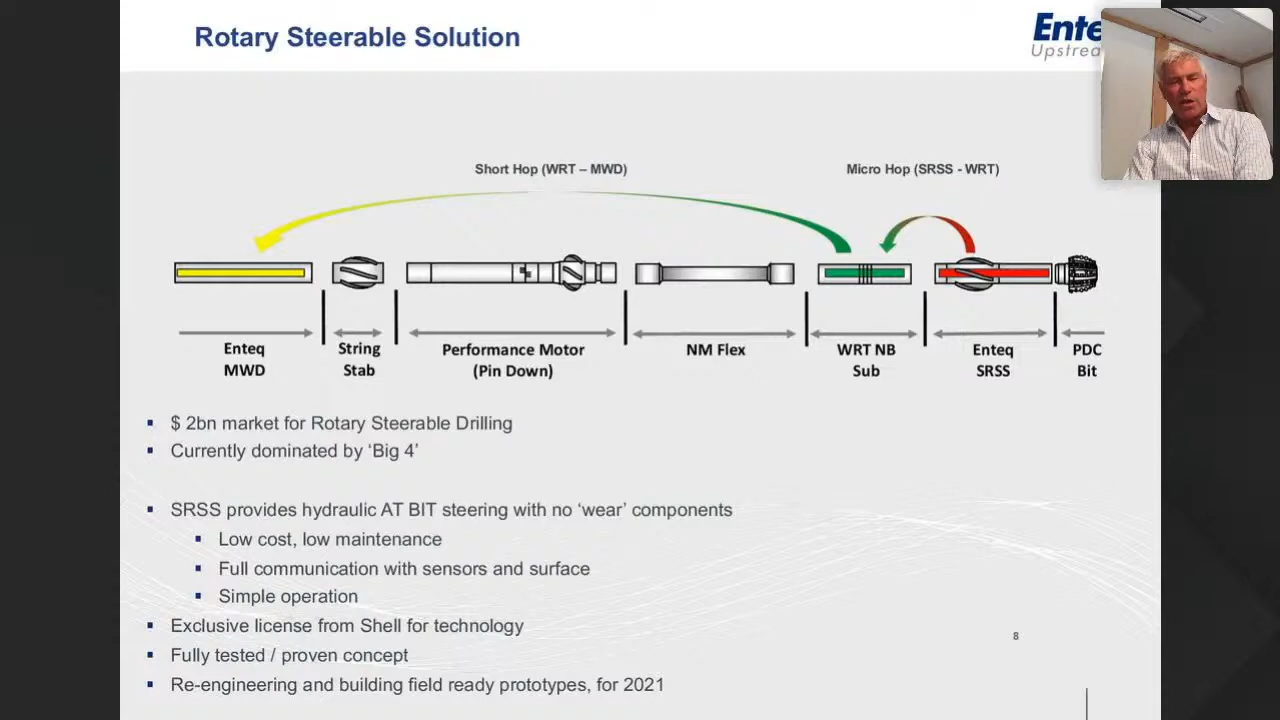 Rotary Steerable Solution
Ente
Upstrea
Short Hop (WRT – MWD)
Micro Hop (SRSS - WRT)
Enteq
MWD
String
Stab
Performance Motor
(Pin Down)
NM Flex
WRT NB
Sub
Enteq
SRSS
PDC
Bit
▪ $ 2bn market for Rotary Steerable Drilling
▪ Currently dominated by ‘Big 4’
▪ SRSS provides hydraulic AT BIT steering with no ‘wear’ components
▪ Low cost, low maintenance
▪ Full communication with sensors and surface
▪ Simple operation
▪ Exclusive license from Shell for technology
8
▪ Fully tested / proven concept
▪ Re-engineering and building field ready prototypes, for 2021